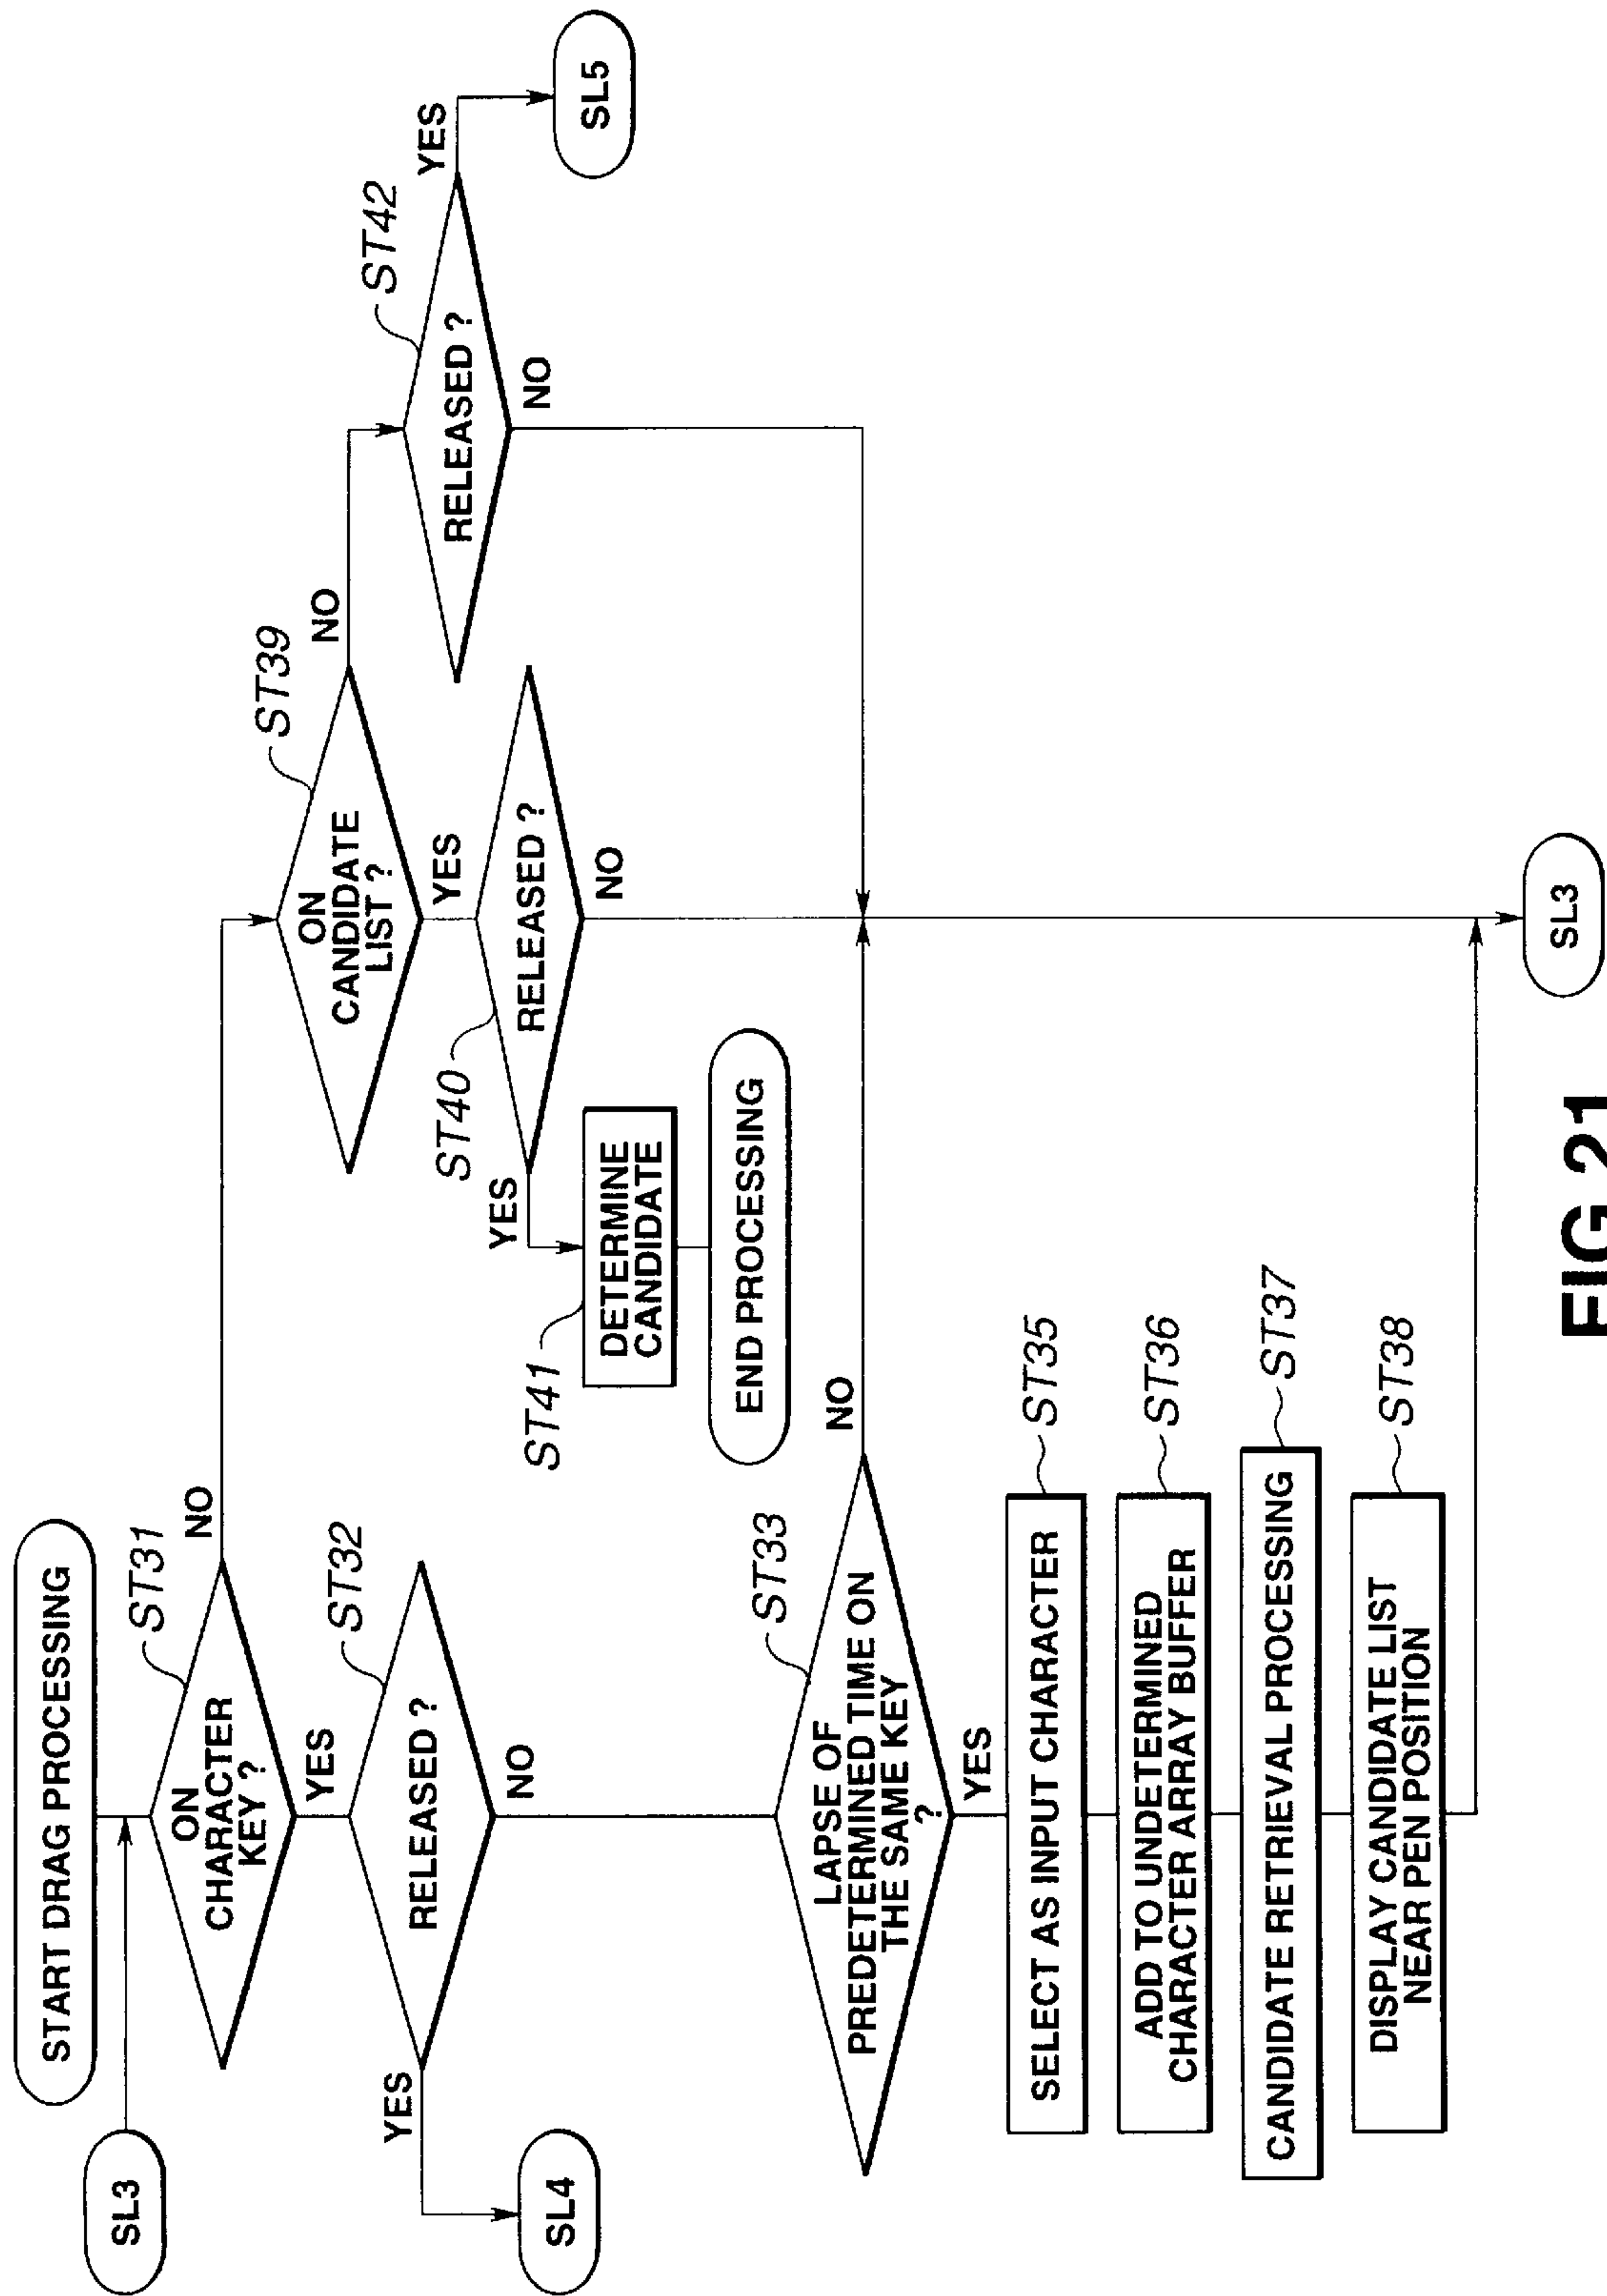 START DRAG PROCESSING
SL3
ST31
ON
CHARACTER
KEY ?
NO
YES
ST32
RELEASED ?
YES
NO
SL4
ST33
LAPSE OF
PREDETERMINED TIME ON
THE SAME KEY
?
NO
YES
SELECT AS INPUT CHARACTER
ST35
ADD TO UNDETERMINED
CHARACTER ARRAY BUFFER
ST36
CANDIDATE RETRIEVAL PROCESSING
ST37
DISPLAY CANDIDATE LIST
NEAR PEN POSITION
ST38
ST39
ON
CANDIDATE
LIST ?
NO
YES
ST40
RELEASED ?
YES
NO
ST41
DETERMINE
CANDIDATE
END PROCESSING
ST42
RELEASED ?
YES
NO
SL5
SL3
FIG.21